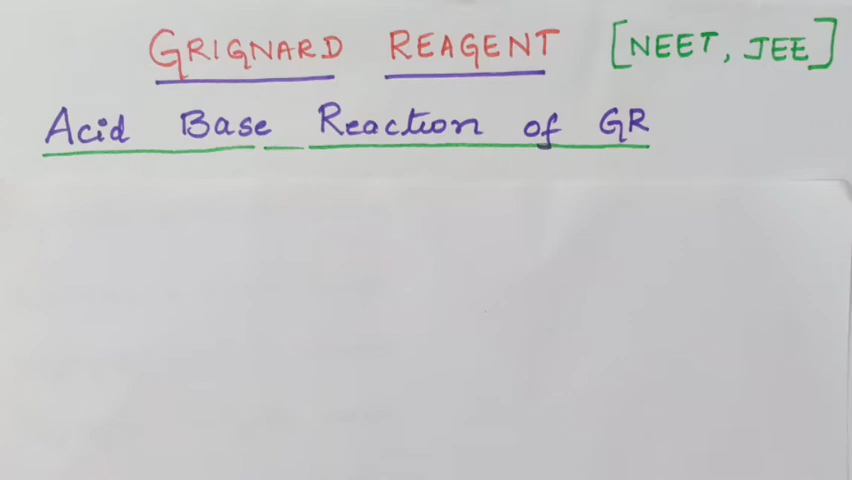 GRIGNARD REAGENT [NEET, JEE]
Acid Base Reaction of GR